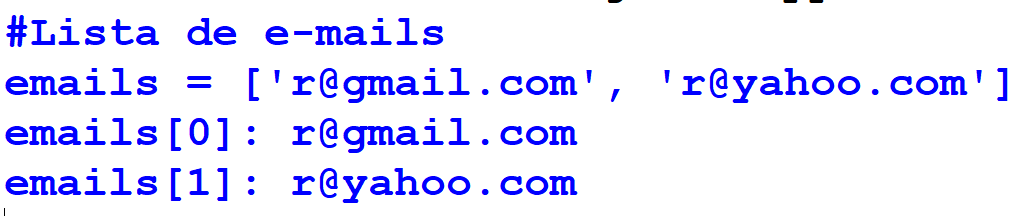 #Lista de e-mails
emails = ['r@gmail.com', 'r@yahoo.com']
emails[0]: r@gmail.com
emails[1]: r@yahoo.com